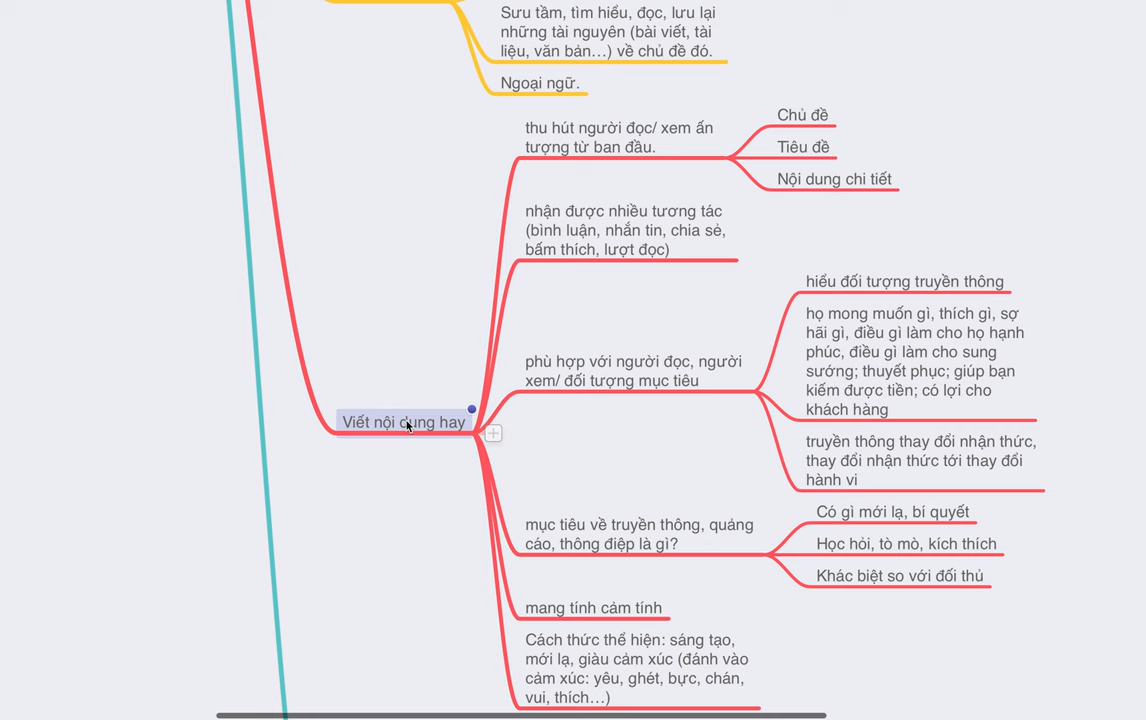 Sưu tầm, tìm hiểu, đọc, lưu lại
những tài nguyên (bài viết, tài
liệu, văn bản...) về chủ đề đó.
Ngoại ngữ.
thu hút người đọc/ xem ấn
tượng từ ban đầu.
Chủ đề
Tiêu đề
Nội dung chi tiết
nhận được nhiều tương tác
(bình luận, nhắn tin, chia sẻ,
bấm thích, lượt đọc)
phù hợp với người đọc, người
xem/ đối tượng mục tiêu
hiểu đối tượng truyền thông
họ mong muốn gì, thích gì, sợ
hãi gì, điều gì làm cho họ hạnh
phúc, điều gì làm cho sung
sướng; thuyết phục; giúp bạn
kiếm được tiền; có lợi cho
khách hàng
truyền thông thay đổi nhận thức,
thay đổi nhận thức tới thay đổi
hành vi
Viết nội dung hay
mục tiêu về truyền thông, quảng
cáo, thông điệp là gì?
Có gì mới lạ, bí quyết
Học hỏi, tò mò, kích thích
Khác biệt so với đối thủ
mang tính cảm tính
Cách thức thể hiện: sáng tạo,
mới lạ, giàu cảm xúc (đánh vào
cảm xúc: yêu, ghét, bực, chán,
vui, thích...)